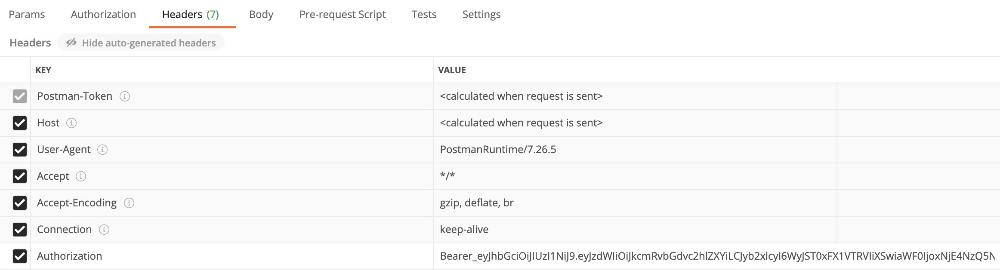 Params Authorization Headers (7) Body Pre-request Script Tests Settings
Headers Hide auto-generated headers
KEY VALUE
Postman-Token <calculated when request is sent>
Host <calculated when request is sent>
User-Agent PostmanRuntime/7.26.5
Accept */*
Accept-Encoding gzip, deflate, br
Connection keep-alive
Authorization Bearer_eyJhbGciOiJIUzI1NiJ9.eyJzdWIiOiJkcmRvbGdvc2hlZXYiLCJyb2xlcyI6WyJST0xFX1VTRVIiXSwiaWF0IjoxNjE4NzQ5N